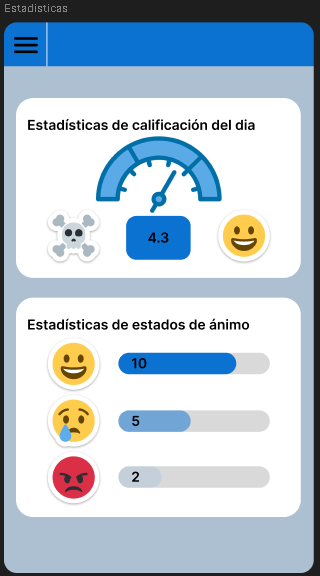 Estadisticas
Estadísticas de calificación del dia
4.3
Estadísticas de estados de ánimo
10
5
2